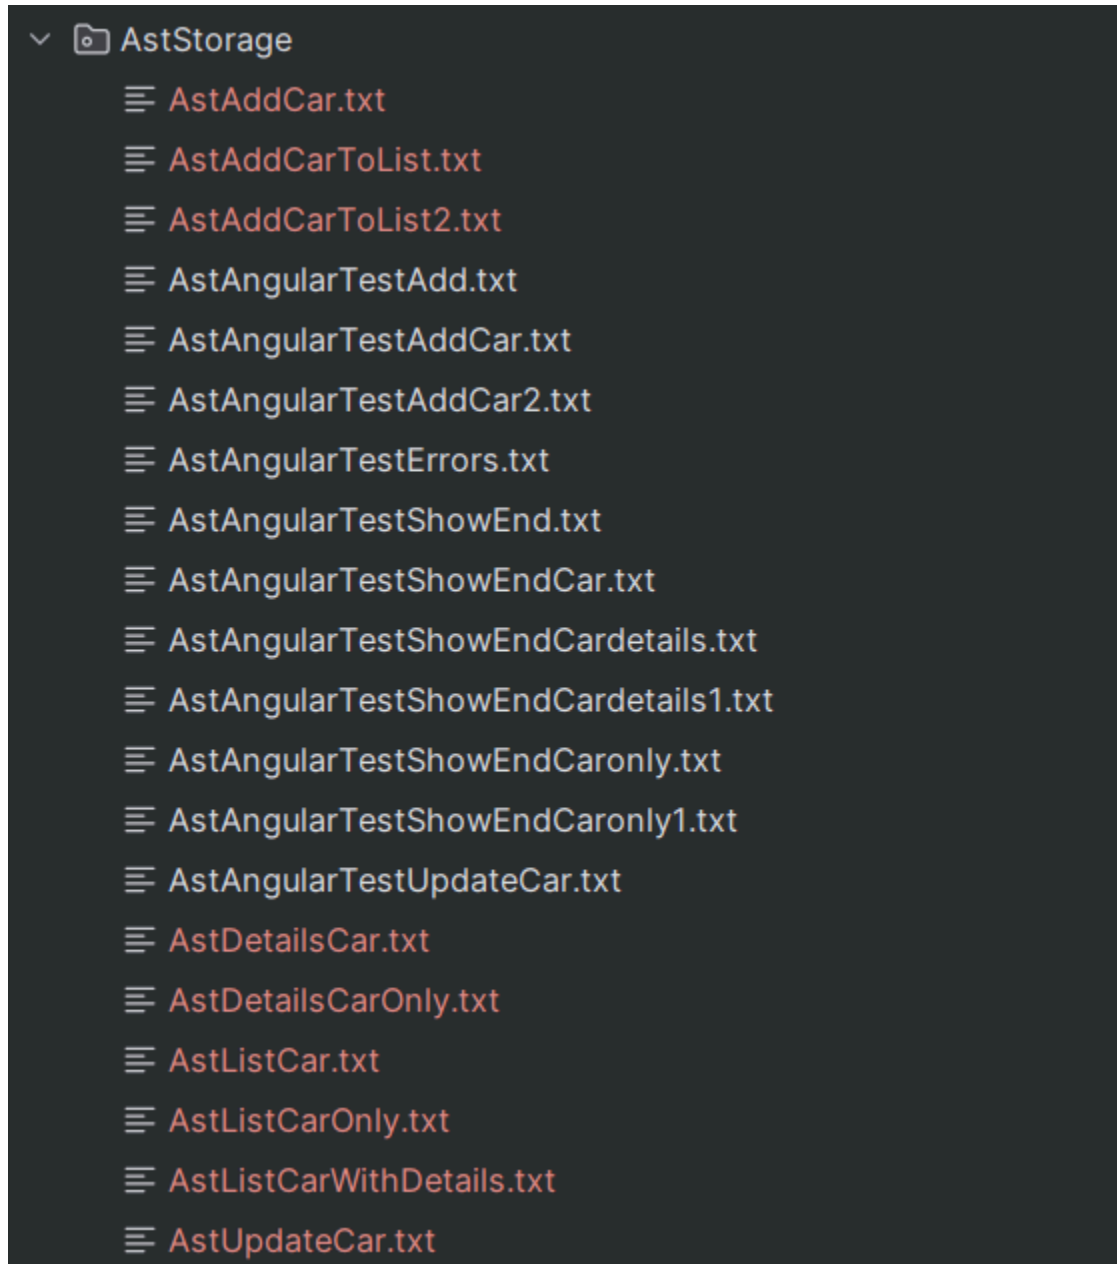 AstStorage
AstAddCar.txt
AstAddCarToList.txt
AstAddCarToList2.txt
AstAngularTestAdd.txt
AstAngularTestAddCar.txt
AstAngularTestAddCar2.txt
AstAngularTestErrors.txt
AstAngularTestShowEnd.txt
AstAngularTestShowEndCar.txt
AstAngularTestShowEndCardetails.txt
AstAngularTestShowEndCardetails1.txt
AstAngularTestShowEndCaronly.txt
AstAngularTestShowEndCaronly1.txt
AstAngularTestUpdateCar.txt
AstDetailsCar.txt
AstDetailsCarOnly.txt
AstListCar.txt
AstListCarOnly.txt
AstListCarWithDetails.txt
AstUpdateCar.txt